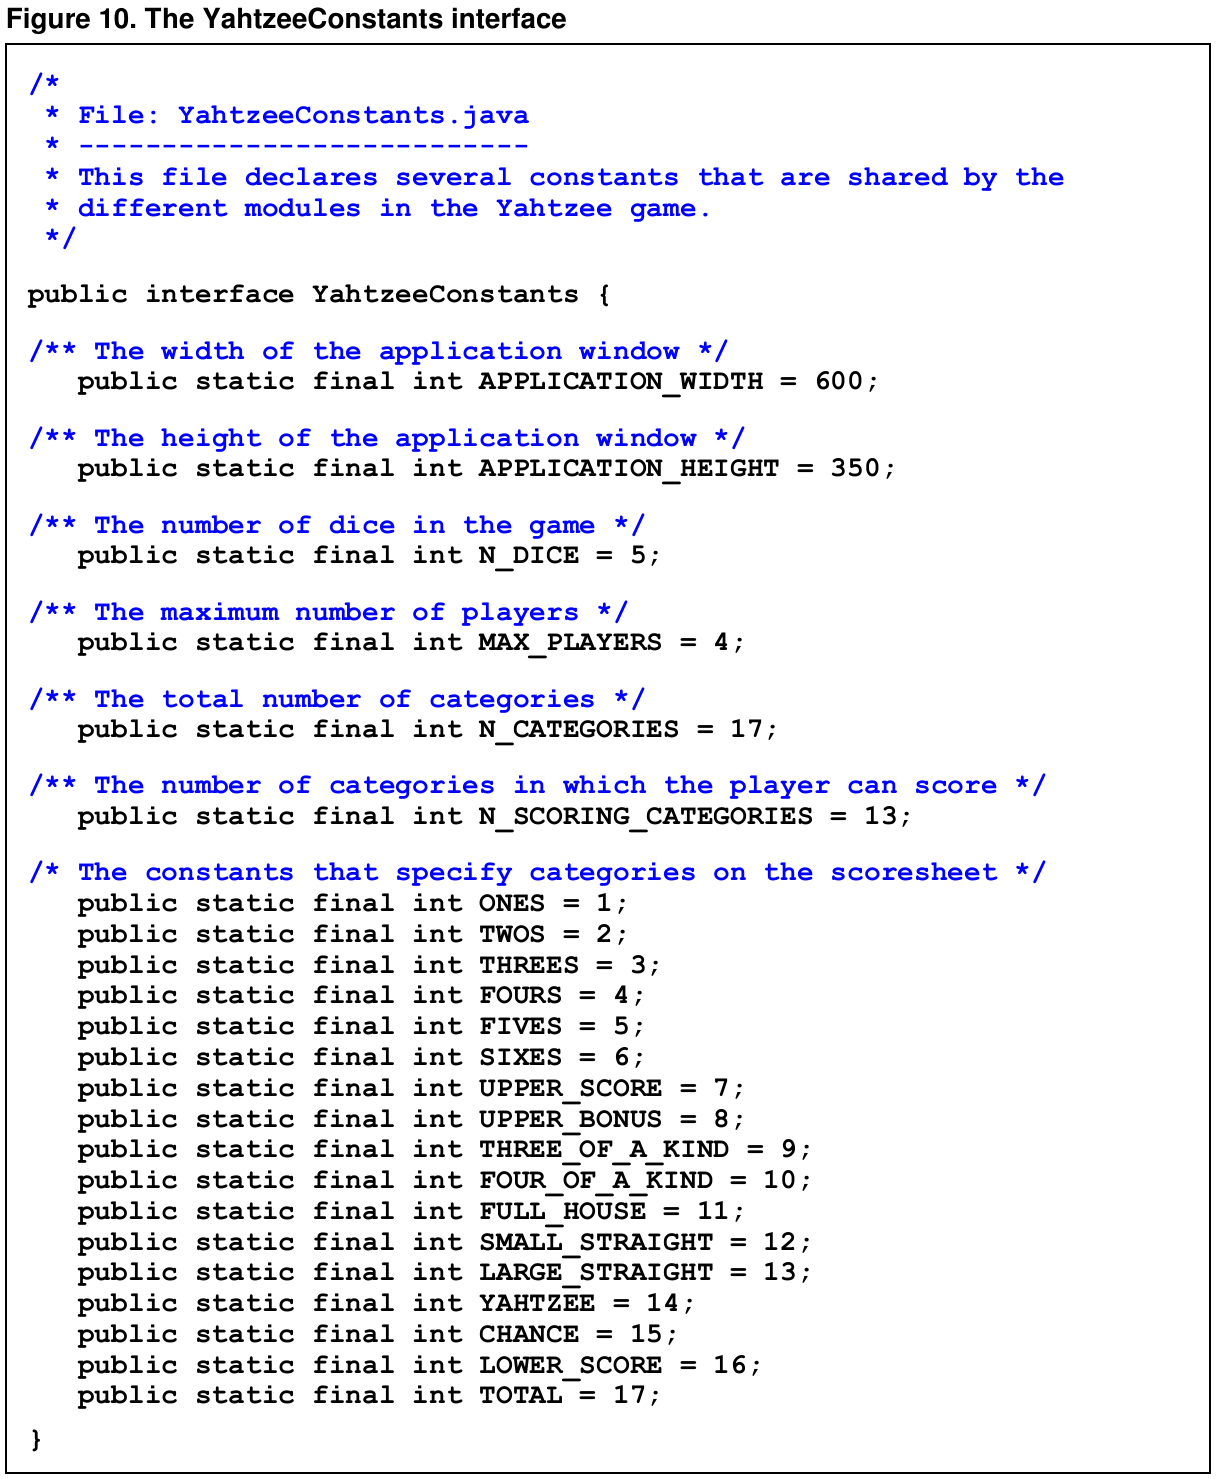 Figure 10. The YahtzeeConstants interface
/*
 * File: YahtzeeConstants.java
 * ---------------------------
 * This file declares several constants that are shared by the
 * different modules in the Yahtzee game.
 */
public interface YahtzeeConstants {
/** The width of the application window */
   public static final int APPLICATION_WIDTH = 600;
/** The height of the application window */
   public static final int APPLICATION_HEIGHT = 350;
/** The number of dice in the game */
   public static final int N_DICE = 5;
/** The maximum number of players */
   public static final int MAX_PLAYERS = 4;
/** The total number of categories */
   public static final int N_CATEGORIES = 17;
/** The number of categories in which the player can score */
   public static final int N_SCORING_CATEGORIES = 13;
/* The constants that specify categories on the scoresheet */
   public static final int ONES = 1;
   public static final int TWOS = 2;
   public static final int THREES = 3;
   public static final int FOURS = 4;
   public static final int FIVES = 5;
   public static final int SIXES = 6;
   public static final int UPPER_SCORE = 7;
   public static final int UPPER_BONUS = 8;
   public static final int THREE_OF_A_KIND = 9;
   public static final int FOUR_OF_A_KIND = 10;
   public static final int FULL_HOUSE = 11;
   public static final int SMALL_STRAIGHT = 12;
   public static final int LARGE_STRAIGHT = 13;
   public static final int YAHTZEE = 14;
   public static final int CHANCE = 15;
   public static final int LOWER_SCORE = 16;
   public static final int TOTAL = 17;
}